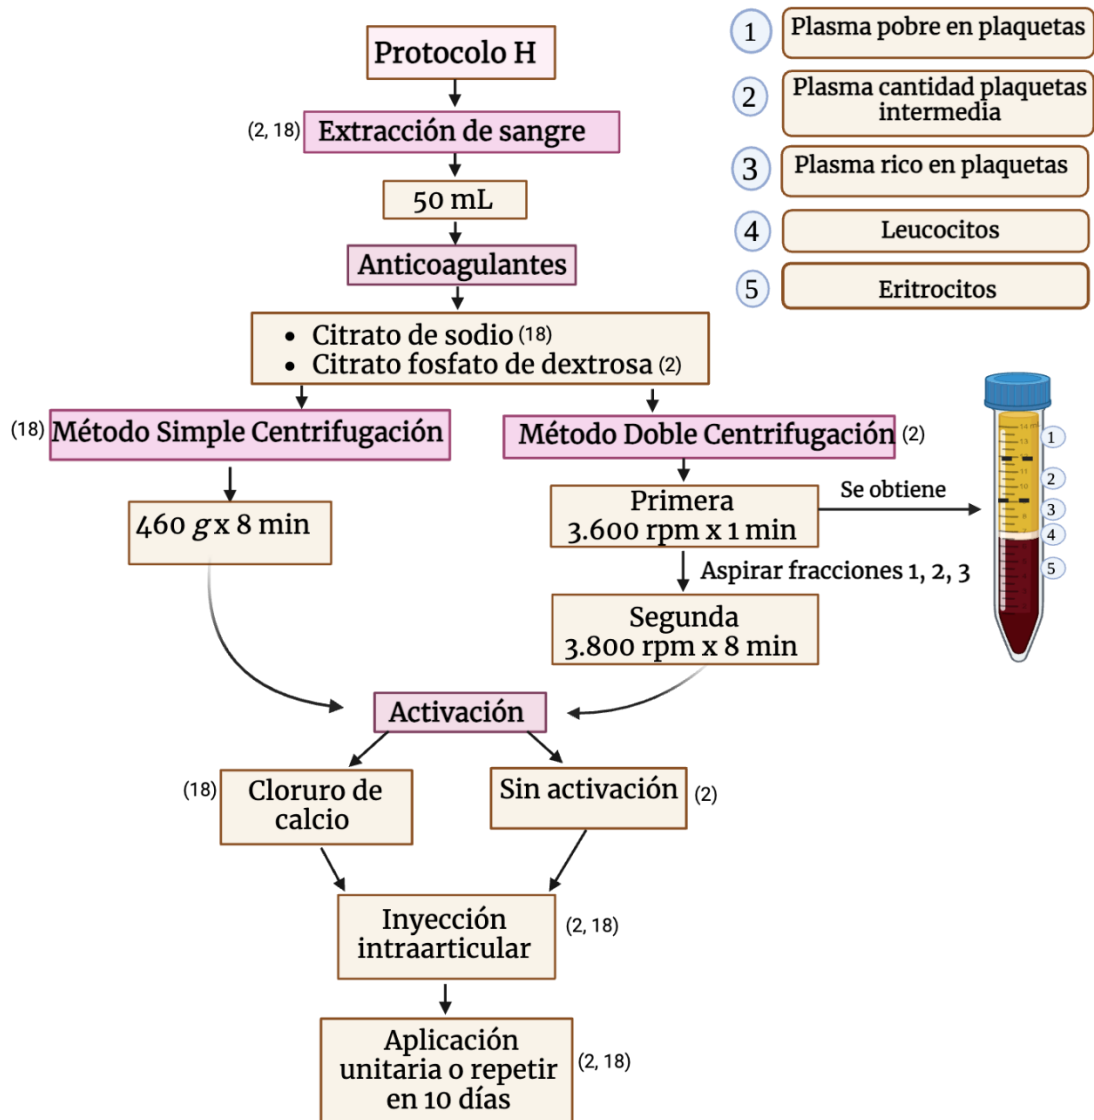 Protocolo H
(2, 18) Extracción de sangre
50 mL
Anticoagulantes
• Citrato de sodio (18)
• Citrato fosfato de dextrosa (2)
(18) Método Simple Centrifugación
460 g x 8 min
Método Doble Centrifugación (2)
Primera
3.600 rpm x 1 min
Se obtiene
Aspirar fracciones 1, 2, 3
Segunda
3.800 rpm x 8 min
Activación
(18) Cloruro de
calcio
Sin activación (2)
Inyección
intraarticular
(2, 18)
Aplicación
unitaria o repetir
en 10 días
(2, 18)
1 Plasma pobre en plaquetas
2 Plasma cantidad plaquetas
intermedia
3 Plasma rico en plaquetas
4 Leucocitos
5 Eritrocitos
1
2
3
4
5